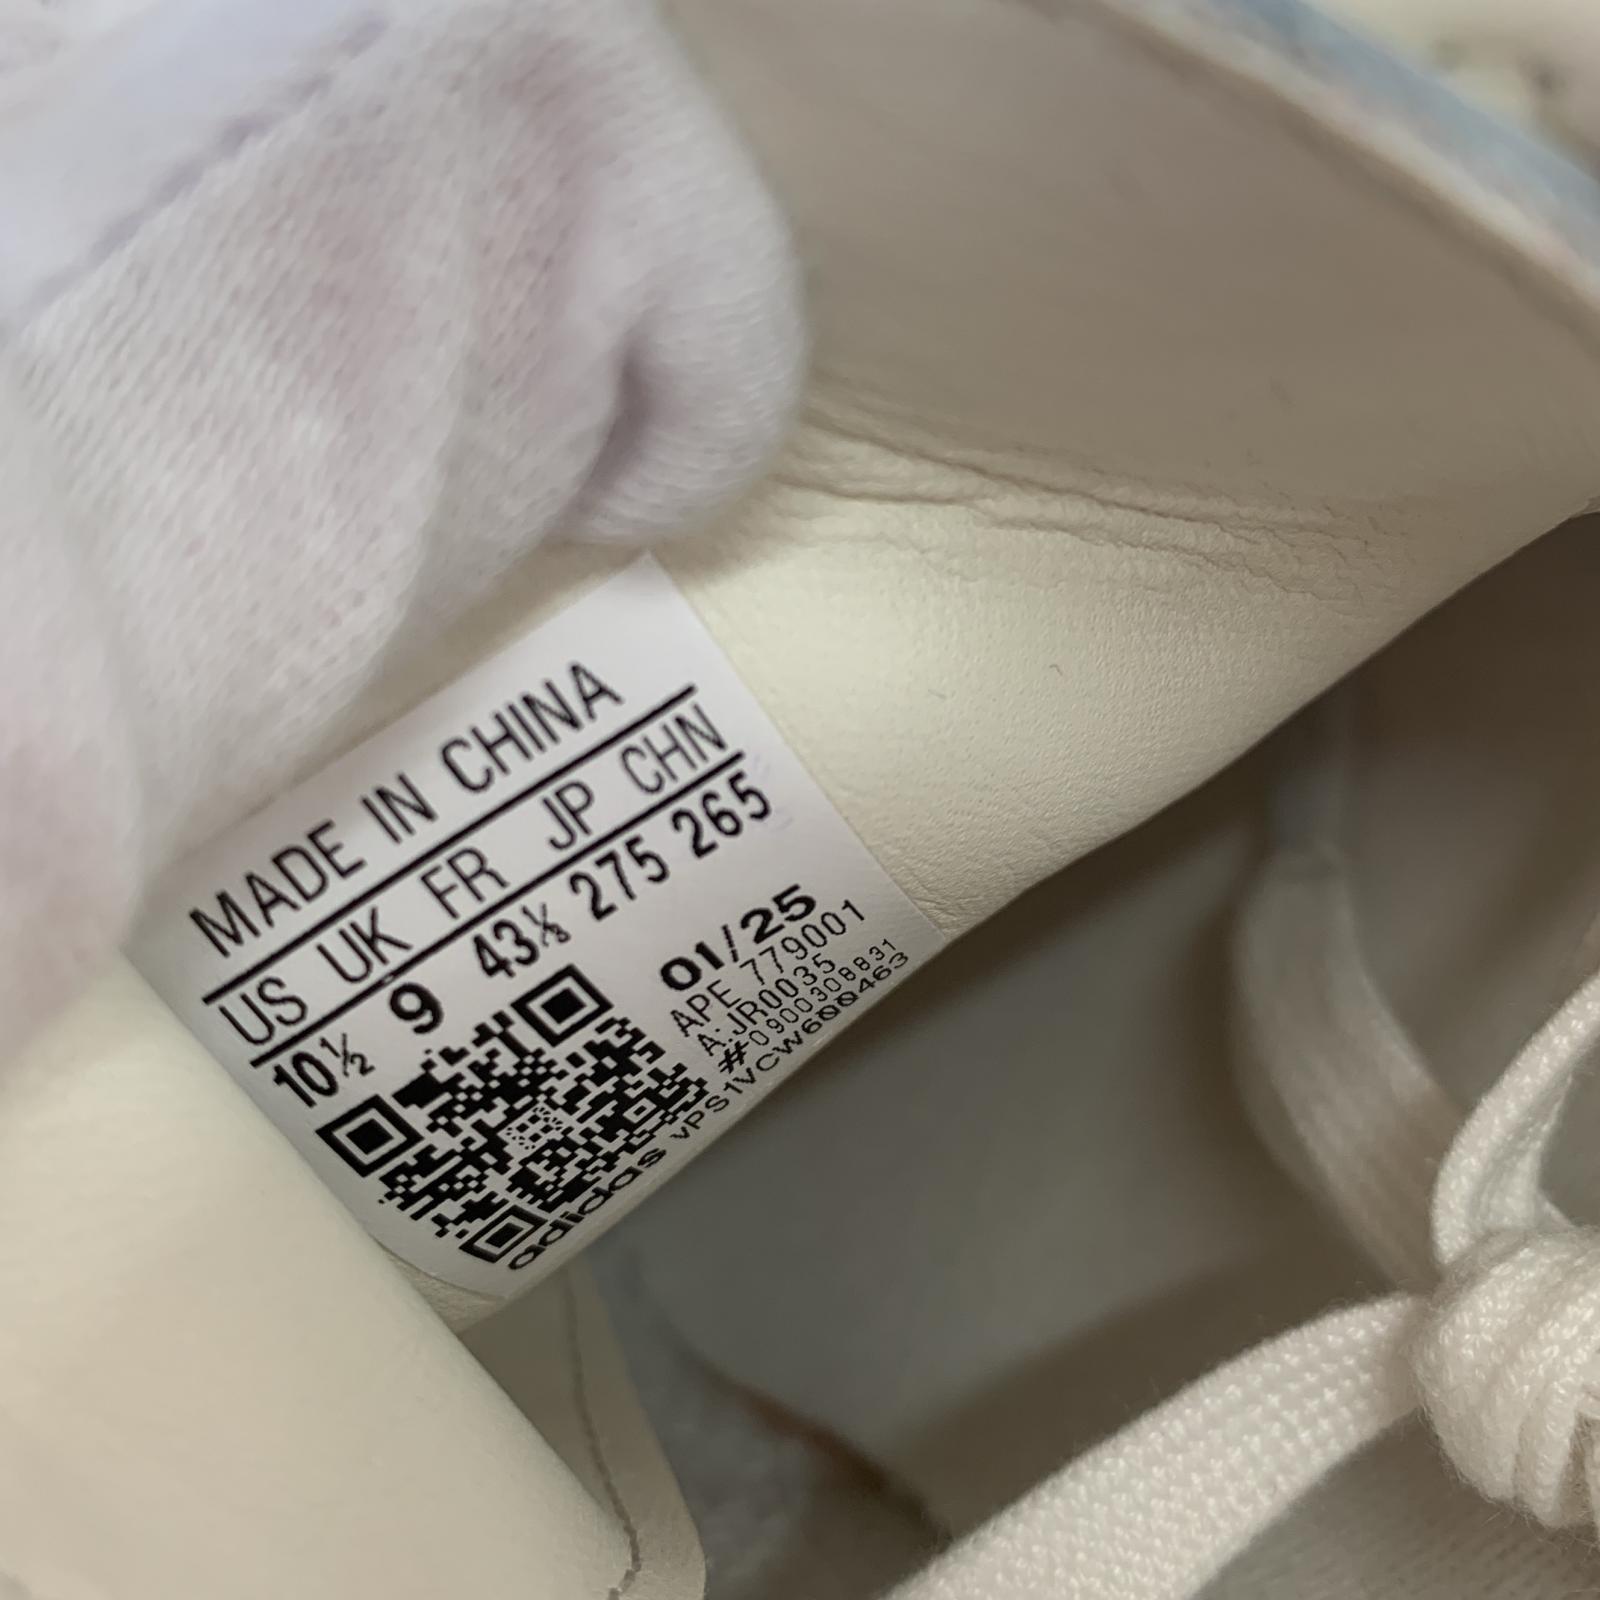 MADE IN CHINA
US UK FR JP CHN
10½ 9 43⅓ 275 265
01/25
APE 779001
A:JR0035
#0900308831
adidas VPS1VCW600463